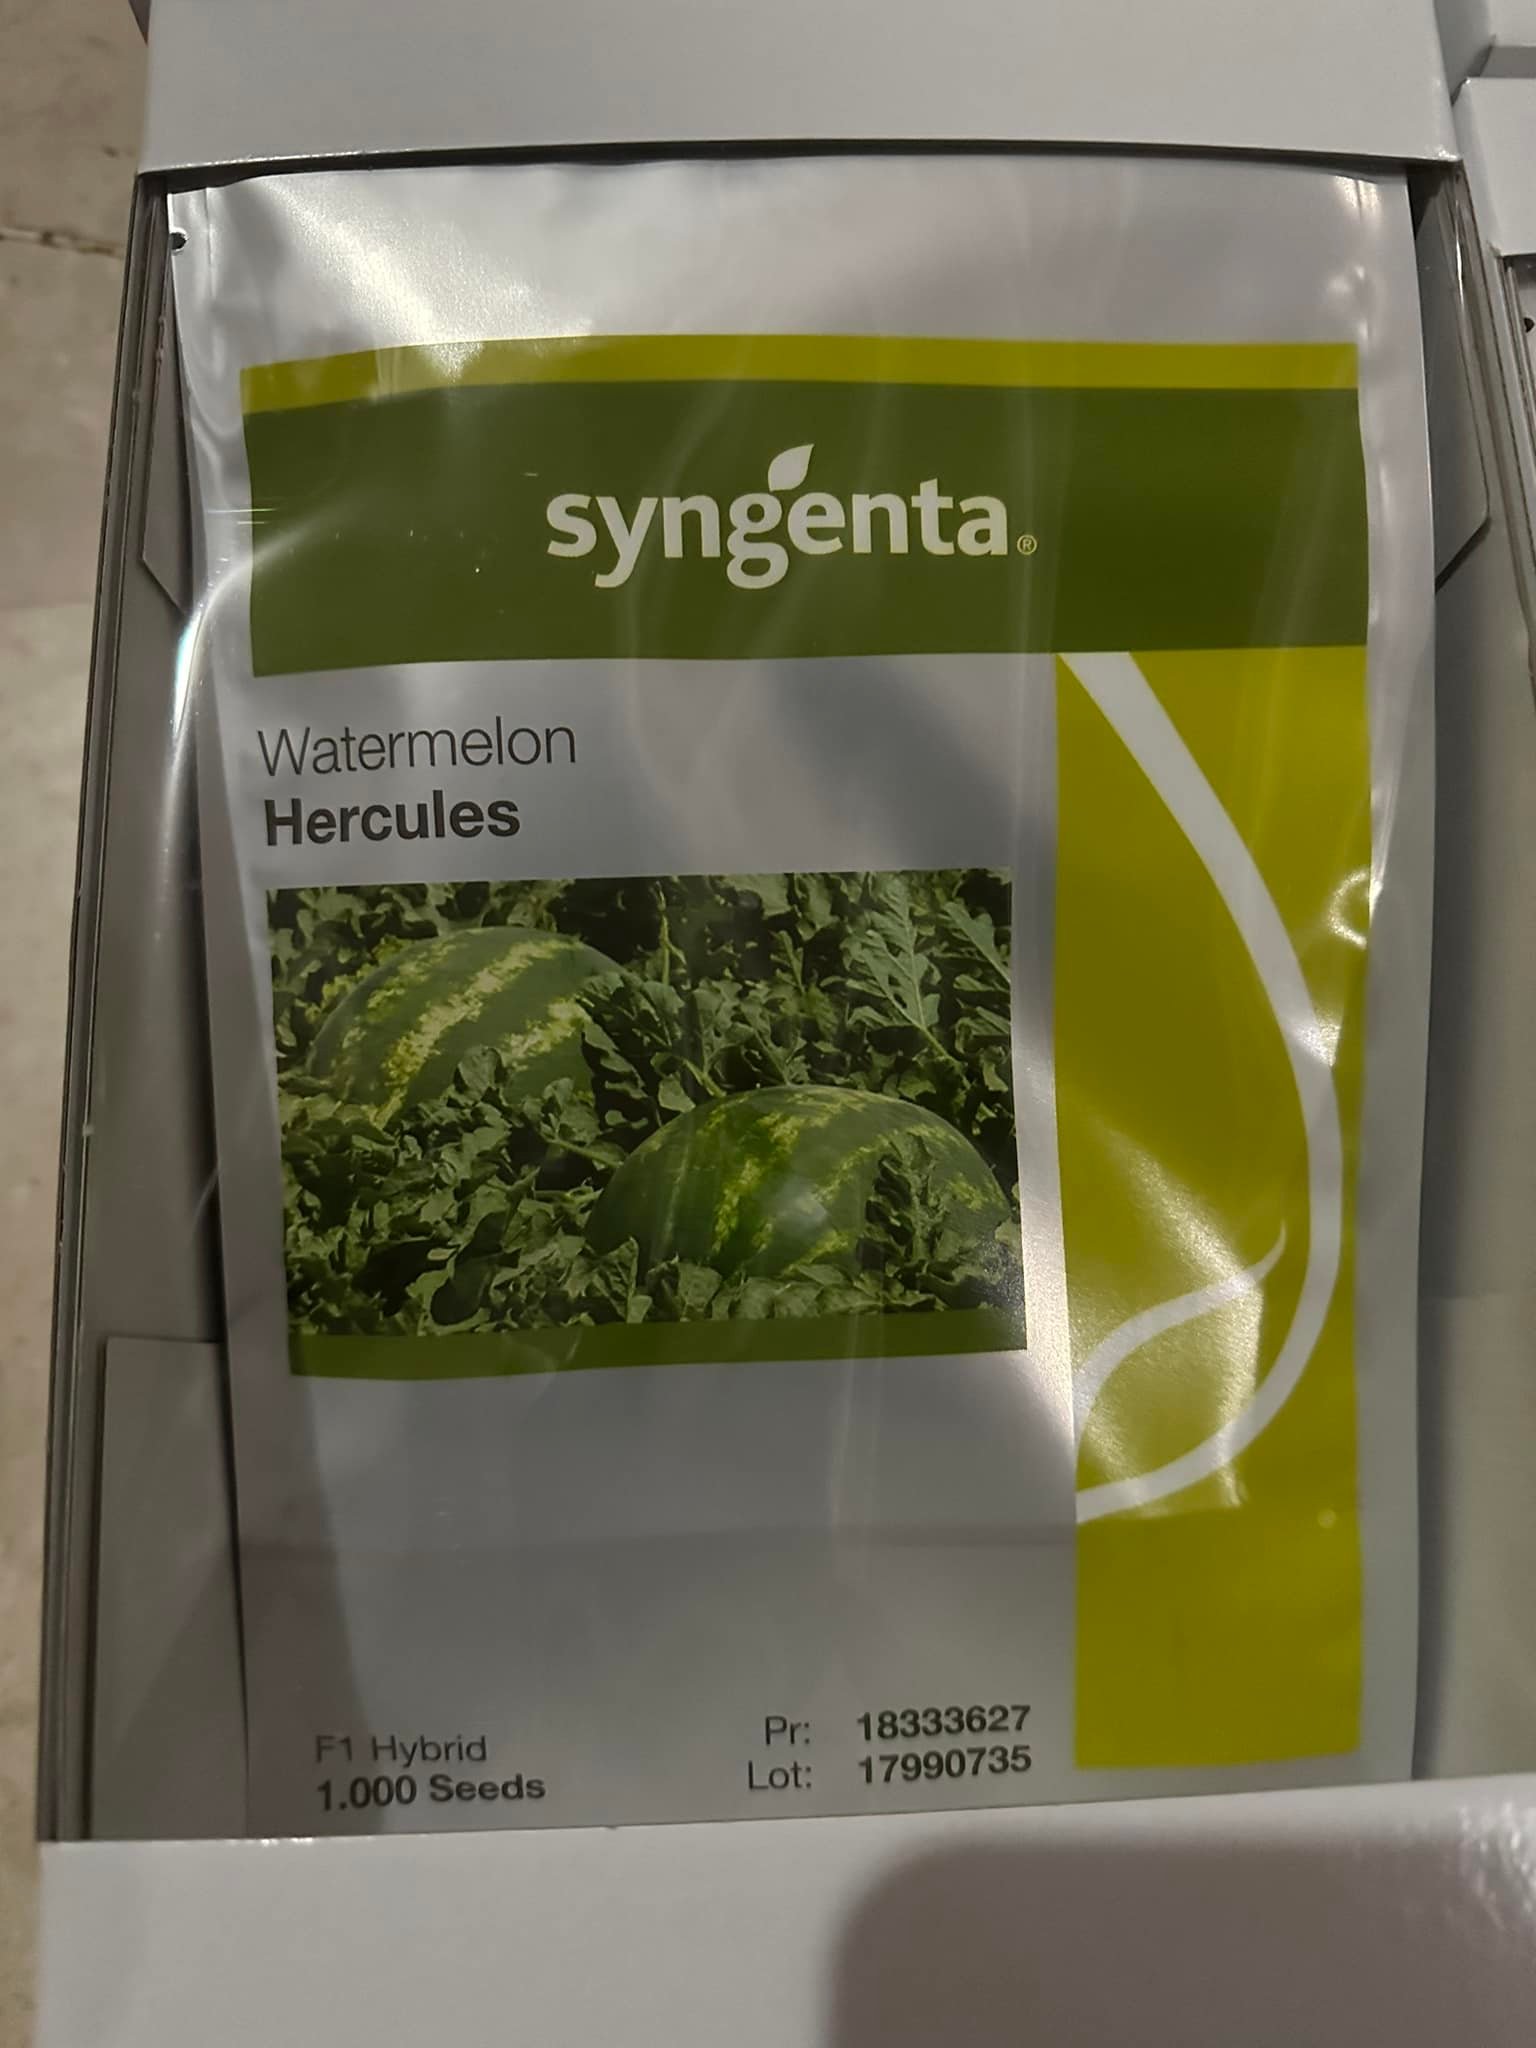 syngenta®
Watermelon
Hercules
F1 Hybrid
1.000 Seeds
Pr: 18333627
Lot: 17990735